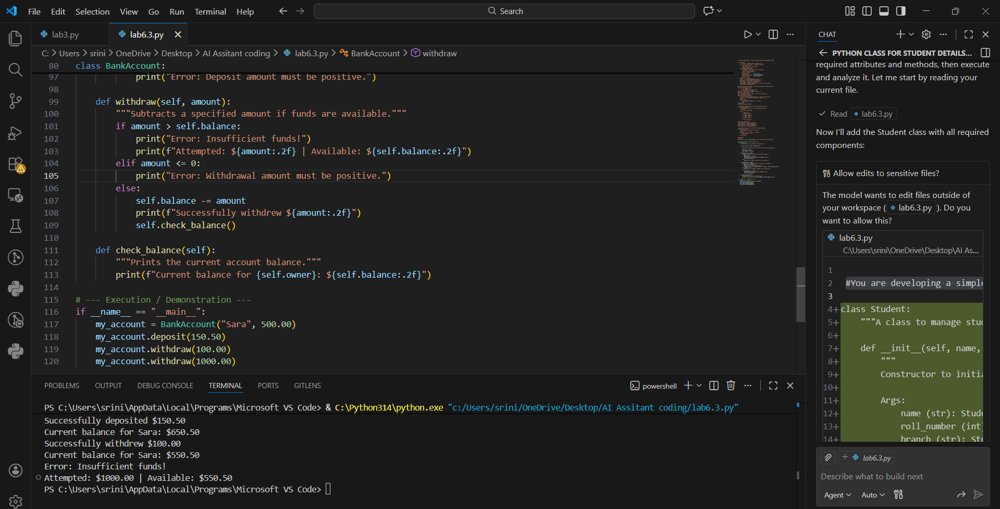 File Edit Selection View Go Run Terminal Help
Search
lab3.py
lab6.3.py
C: > Users > srini > OneDrive > Desktop > AI Assitant coding > lab6.3.py > BankAccount > withdraw
80 class BankAccount:
97 print("Error: Deposit amount must be positive.")
98
99 def withdraw(self, amount):
100 """Subtracts a specified amount if funds are available."""
101 if amount > self.balance:
102 print("Error: Insufficient funds!")
103 print(f"Attempted: ${amount:.2f} | Available: ${self.balance:.2f}")
104 elif amount <= 0:
105 print("Error: Withdrawal amount must be positive.")
106 else:
107 self.balance -= amount
108 print(f"Successfully withdrew ${amount:.2f}")
109 self.check_balance()
110
111 def check_balance(self):
112 """Prints the current account balance."""
113 print(f"Current balance for {self.owner}: ${self.balance:.2f}")
114
115 # --- Execution / Demonstration ---
116 if __name__ == "__main__":
117 my_account = BankAccount("Sara", 500.00)
118 my_account.deposit(150.50)
119 my_account.withdraw(100.00)
120 my_account.withdraw(1000.00)
PROBLEMS OUTPUT DEBUG CONSOLE TERMINAL PORTS GITLENS
powershell
PS C:\Users\srini\AppData\Local\Programs\Microsoft VS Code> & C:\Python314\python.exe "c:/Users/srini/OneDrive/Desktop/AI Assitant coding/lab6.3.py"
Successfully deposited $150.50
Current balance for Sara: $650.50
Successfully withdrew $100.00
Current balance for Sara: $550.50
Error: Insufficient funds!
Attempted: $1000.00 | Available: $550.50
PS C:\Users\srini\AppData\Local\Programs\Microsoft VS Code>
CHAT
PYTHON CLASS FOR STUDENT DETAILS...
required attributes and methods, then execute
and analyze it. Let me start by reading your
current file.
Read lab6.3.py
Now I'll add the Student class with all required
components:
Allow edits to sensitive files?
The model wants to edit files outside of
your workspace ( lab6.3.py ). Do you
want to allow this?
lab6.3.py
C:\Users\srini\OneDrive\Desktop\AI As...
1
2 #You are developing a simple
3
4+ class Student:
5+ """A class to manage stud
6+
7+ def __init__(self, name,
8+ """
9+ Constructor to initia
10+
11+ Args:
12+ name (str): Stude
13+ roll_number (int)
14+ branch (str): Stu
lab6.3.py
Describe what to build next
Agent Auto